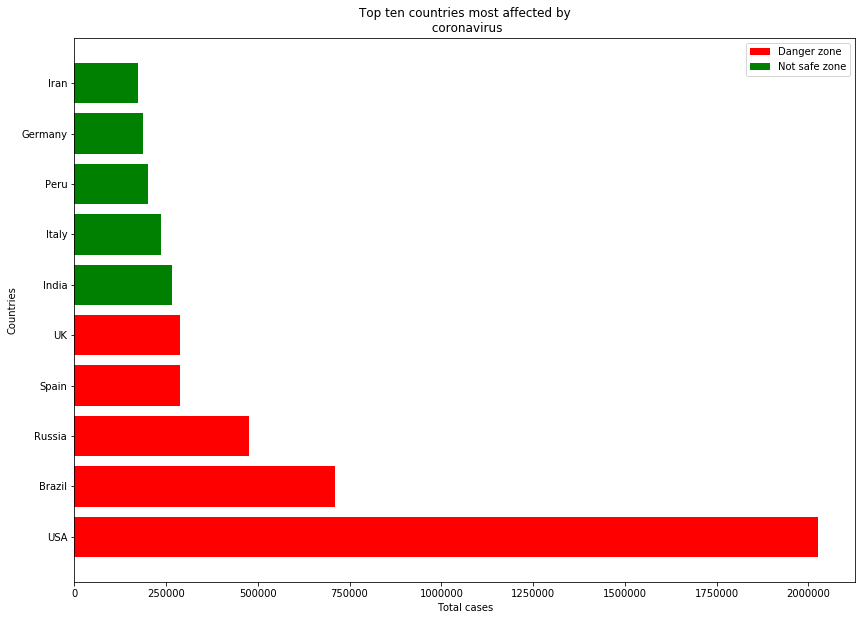 Top ten countries most affected by
coronavirus
Danger zone
Not safe zone
Iran
Germany
Peru
Italy
India
UK
Spain
Russia
Brazil
USA
Countries
0 250000 500000 750000 1000000 1250000 1500000 1750000 2000000
Total cases